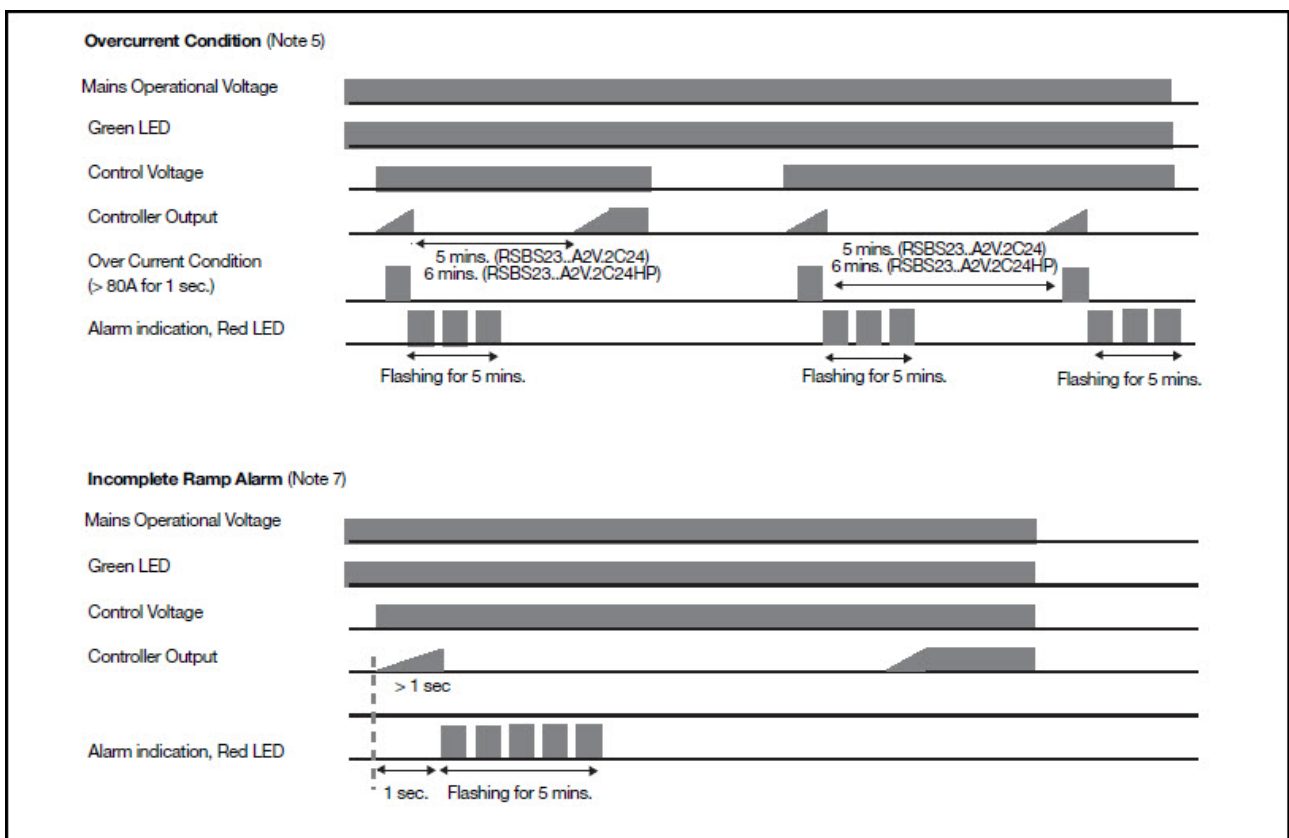 Overcurrent Condition (Note 5)
Mains Operational Voltage
Green LED
Control Voltage
Controller Output
5 mins. (RSBS23..A2V.2C24)
6 mins. (RSBS23..A2V.2C24HP)
5 mins. (RSBS23..A2V.2C24)
6 mins. (RSBS23..A2V.2C24HP)
Over Current Condition
(> 80A for 1 sec.)
Alarm indication, Red LED
Flashing for 5 mins.
Flashing for 5 mins.
Flashing for 5 mins.
Incomplete Ramp Alarm (Note 7)
Mains Operational Voltage
Green LED
Control Voltage
Controller Output
> 1 sec
Alarm indication, Red LED
1 sec.
Flashing for 5 mins.